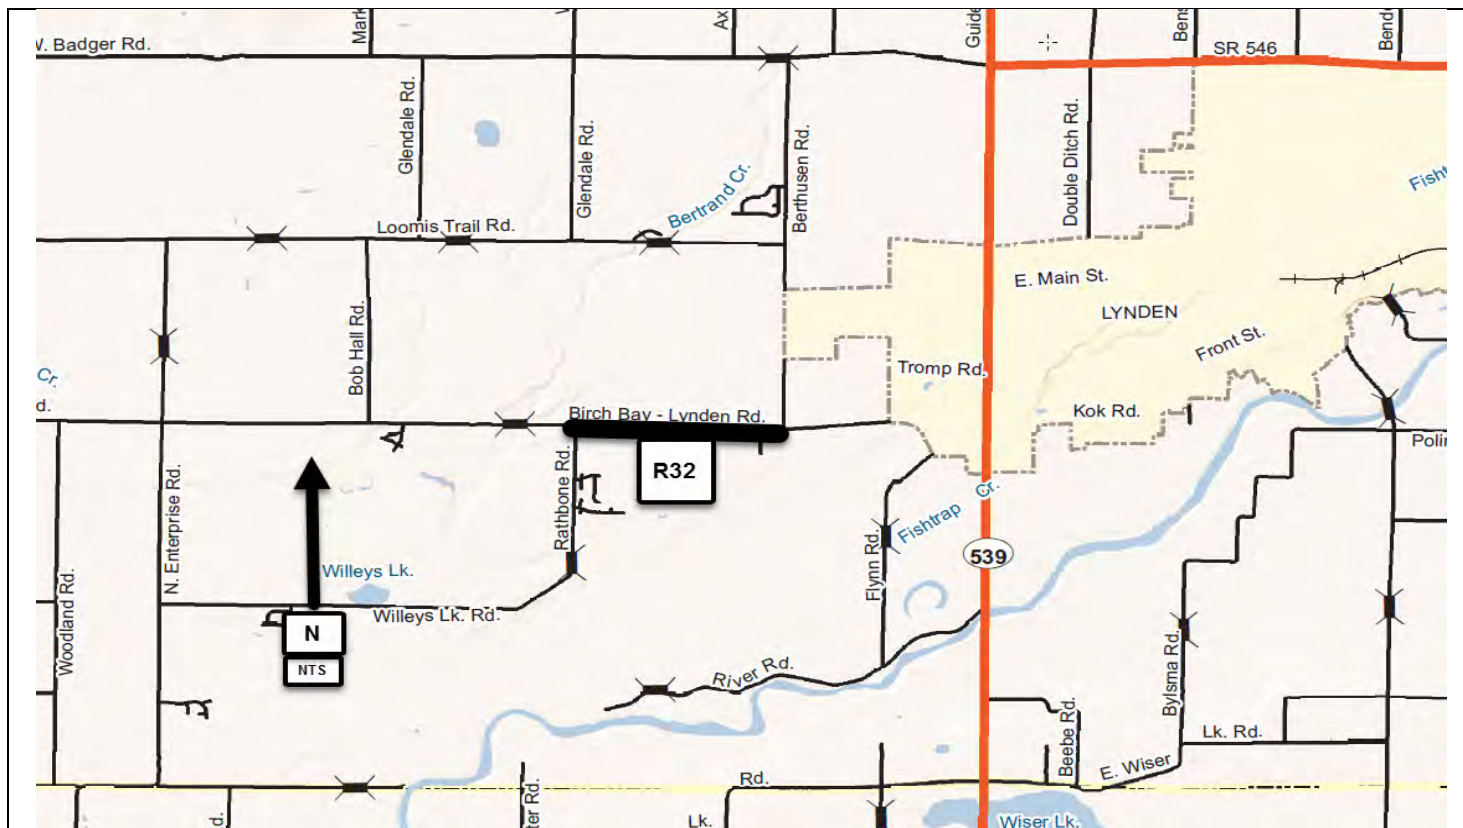 Mark
Ax
Guide
Bens
Bend
W. Badger Rd.
SR 546
Glendale Rd.
Glendale Rd.
Berthusen Rd.
Double Ditch Rd.
Bertrand Cr.
Fisht
Loomis Trail Rd.
E. Main St.
LYNDEN
Front St.
Bob Hall Rd.
Tromp Rd.
Cr.
d.
Birch Bay - Lynden Rd.
Kok Rd.
Polin
R32
N. Enterprise Rd.
Rathbone Rd.
Fishtrap Cr.
Flynn Rd.
539
Willeys Lk.
Woodland Rd.
Willeys Lk. Rd.
N
NTS
River Rd.
Bylsma Rd.
Beebe Rd.
Lk. Rd.
E. Wiser
Rd.
d.
ter Rd.
Lk.
Wiser Lk.